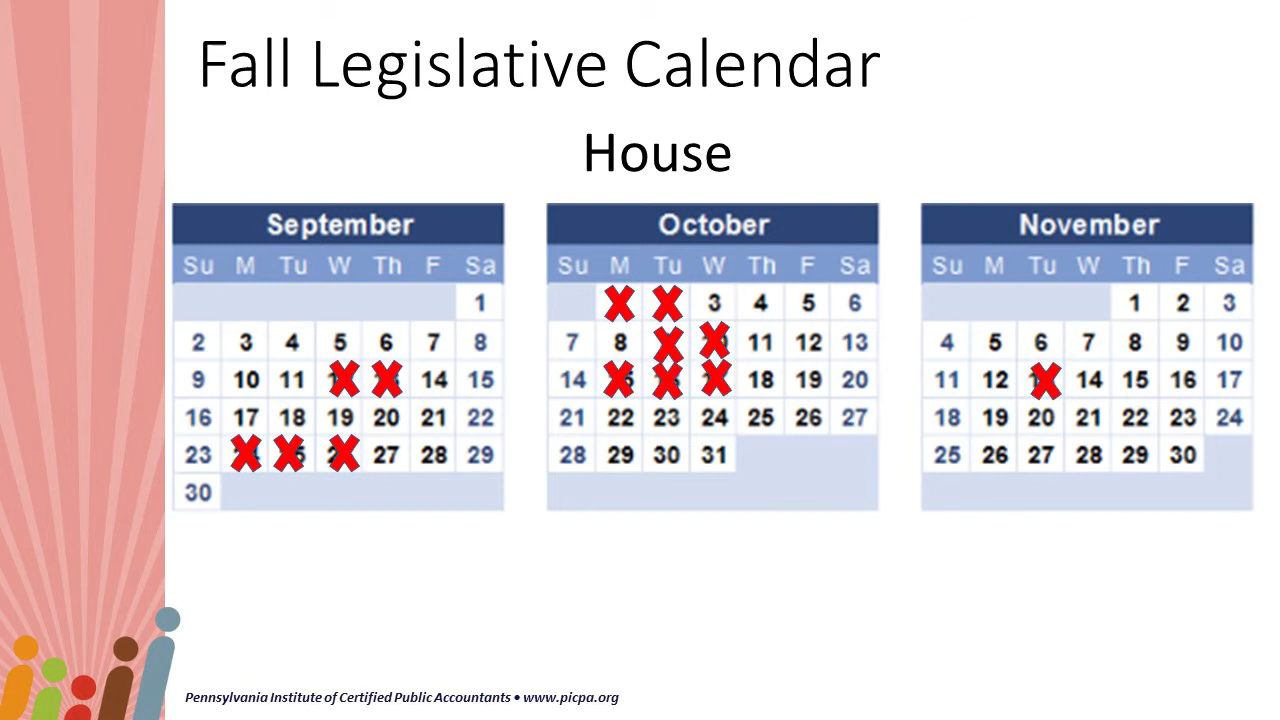 Fall Legislative Calendar
House
September
Su M Tu W Th F Sa
1
2 3 4 5 6 7 8
9 10 11 14 15
16 17 18 19 20 21 22
23 27 28 29
30
October
Su M Tu W Th F Sa
3 4 5 6
7 8 11 12 13
14 18 19 20
21 22 23 24 25 26 27
28 29 30 31
November
Su M Tu W Th F Sa
1 2 3
4 5 6 7 8 9 10
11 12 14 15 16 17
18 19 20 21 22 23 24
25 26 27 28 29 30
Pennsylvania Institute of Certified Public Accountants • www.picpa.org